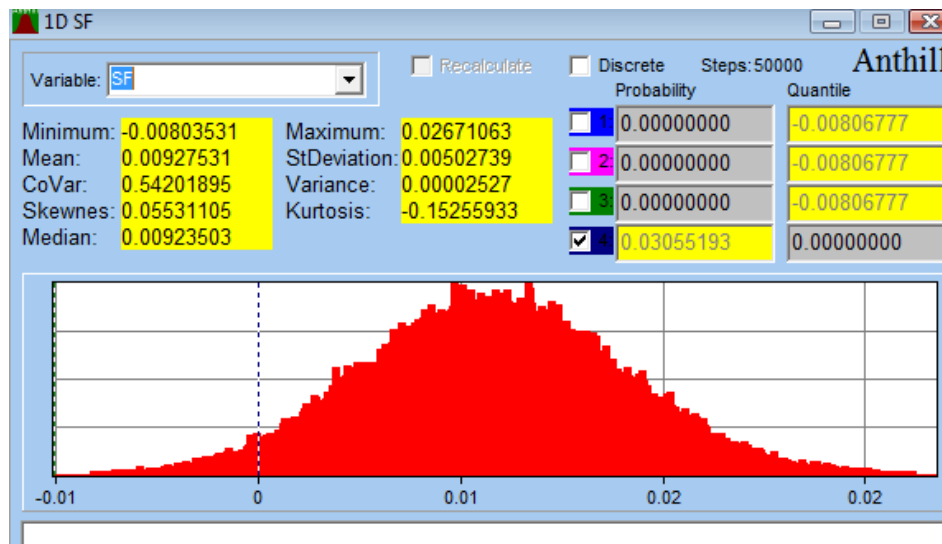 1D SF
Variable: SF
Recalculate
Discrete Steps:50000 Anthill
Probability Quantile
Minimum: -0.00803531 Maximum: 0.02671063
Mean: 0.00927531 StDeviation: 0.00502739
CoVar: 0.54201895 Variance: 0.00002527
Skewnes: 0.05531105 Kurtosis: -0.15255933
Median: 0.00923503
1: 0.00000000 -0.00806777
2: 0.00000000 -0.00806777
3: 0.00000000 -0.00806777
4: 0.03055193 0.00000000
-0.01 0 0.01 0.02 0.02